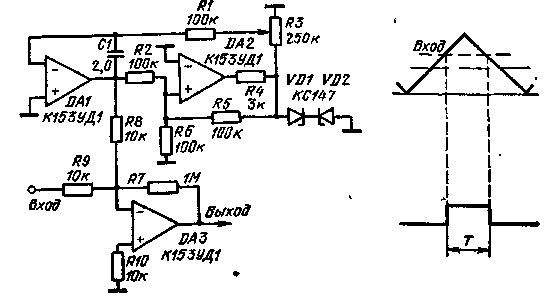 R1
100к
R3
250к
C1
2,0
R2
100к
DA2
К153УД1
R4
3к
DA1
К153УД1
R5
100к
VD1 VD2
КС147
R8
10к
R6
100к
R9
10к
Вход
R7
1М
Выход
DA3
К153УД1
R10
10к
Вход
T